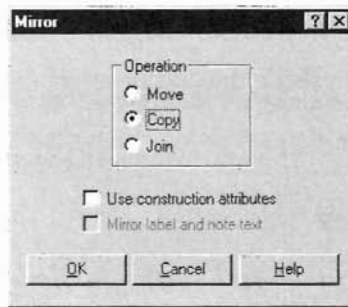 Mirror
Operation
Move
Copy
Join
Use construction attributes
Mirror label and note text
OK Cancel Help